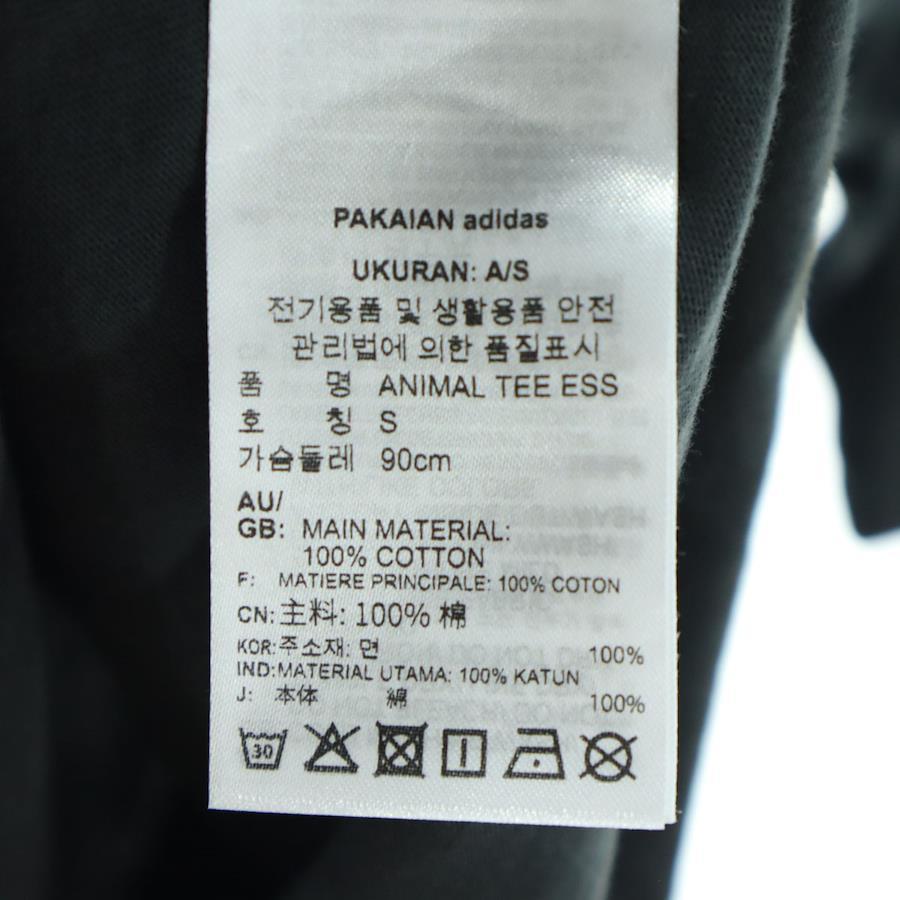 PAKAIAN adidas
UKURAN: A/S
전기용품 및 생활용품 안전
관리법에 의한 품질표시
품 명 ANIMAL TEE ESS
호 칭 S
가슴둘레 90cm
AU/
GB: MAIN MATERIAL:
100% COTTON
F: MATIERE PRINCIPALE: 100% COTON
CN: 主料: 100% 棉
KOR: 주소재: 면 100%
IND: MATERIAL UTAMA: 100% KATUN
J: 本体 綿 100%
30